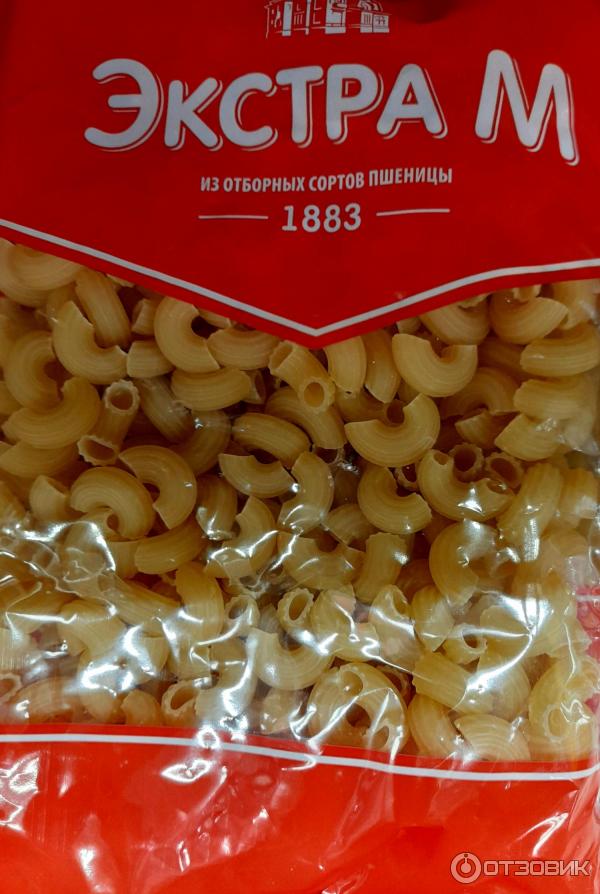 Экстра М
ИЗ ОТБОРНЫХ СОРТОВ ПШЕНИЦЫ
1883
ОТЗОВИК